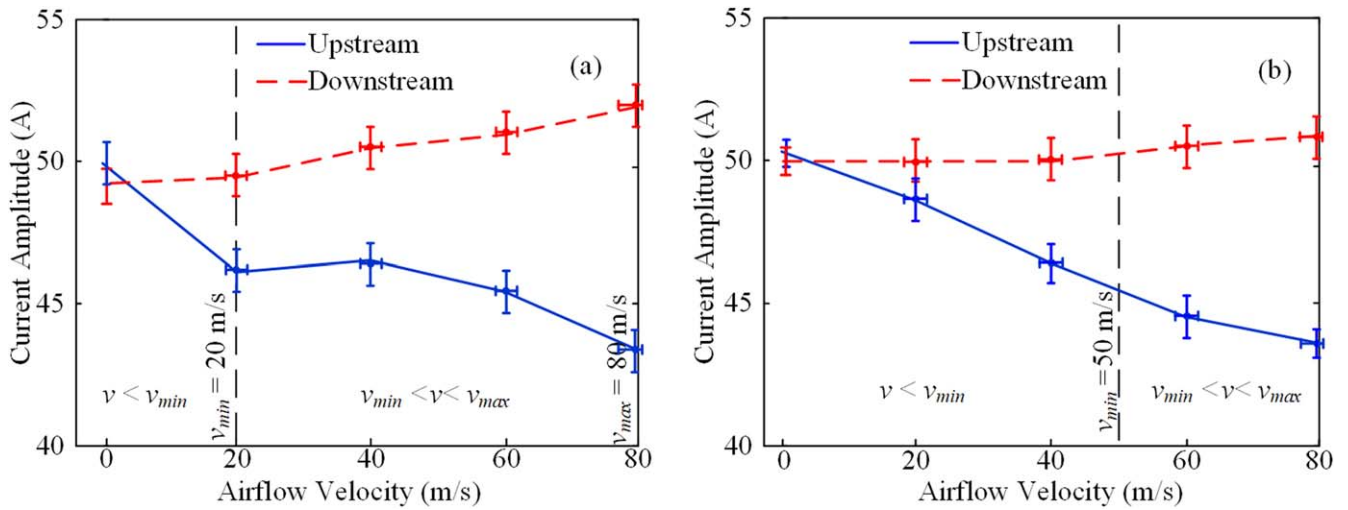 55
50
45
40
Current Amplitude (A)
Upstream
Downstream
(a)
v < vmin
vmin = 20 m/s
vmin < v< vmax
vmax = 80 m/s
0 20 40 60 80
Airflow Velocity (m/s)
55
50
45
40
Current Amplitude (A)
Upstream
Downstream
(b)
v < vmin
vmin =50 m/s
vmin < v< vmax
0 20 40 60 80
Airflow Velocity (m/s)